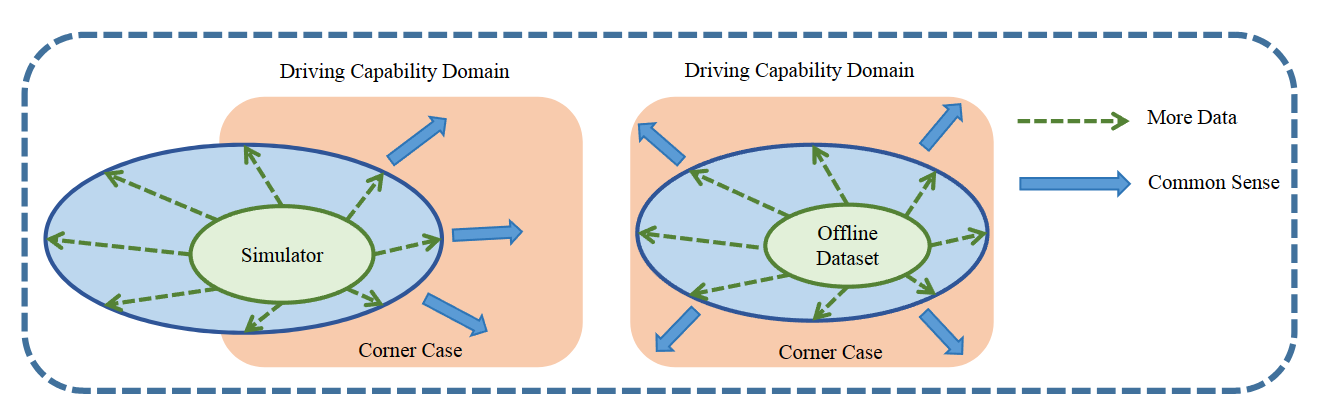 Driving Capability Domain
Simulator
Corner Case
Driving Capability Domain
Offline
Dataset
Corner Case
More Data
Common Sense